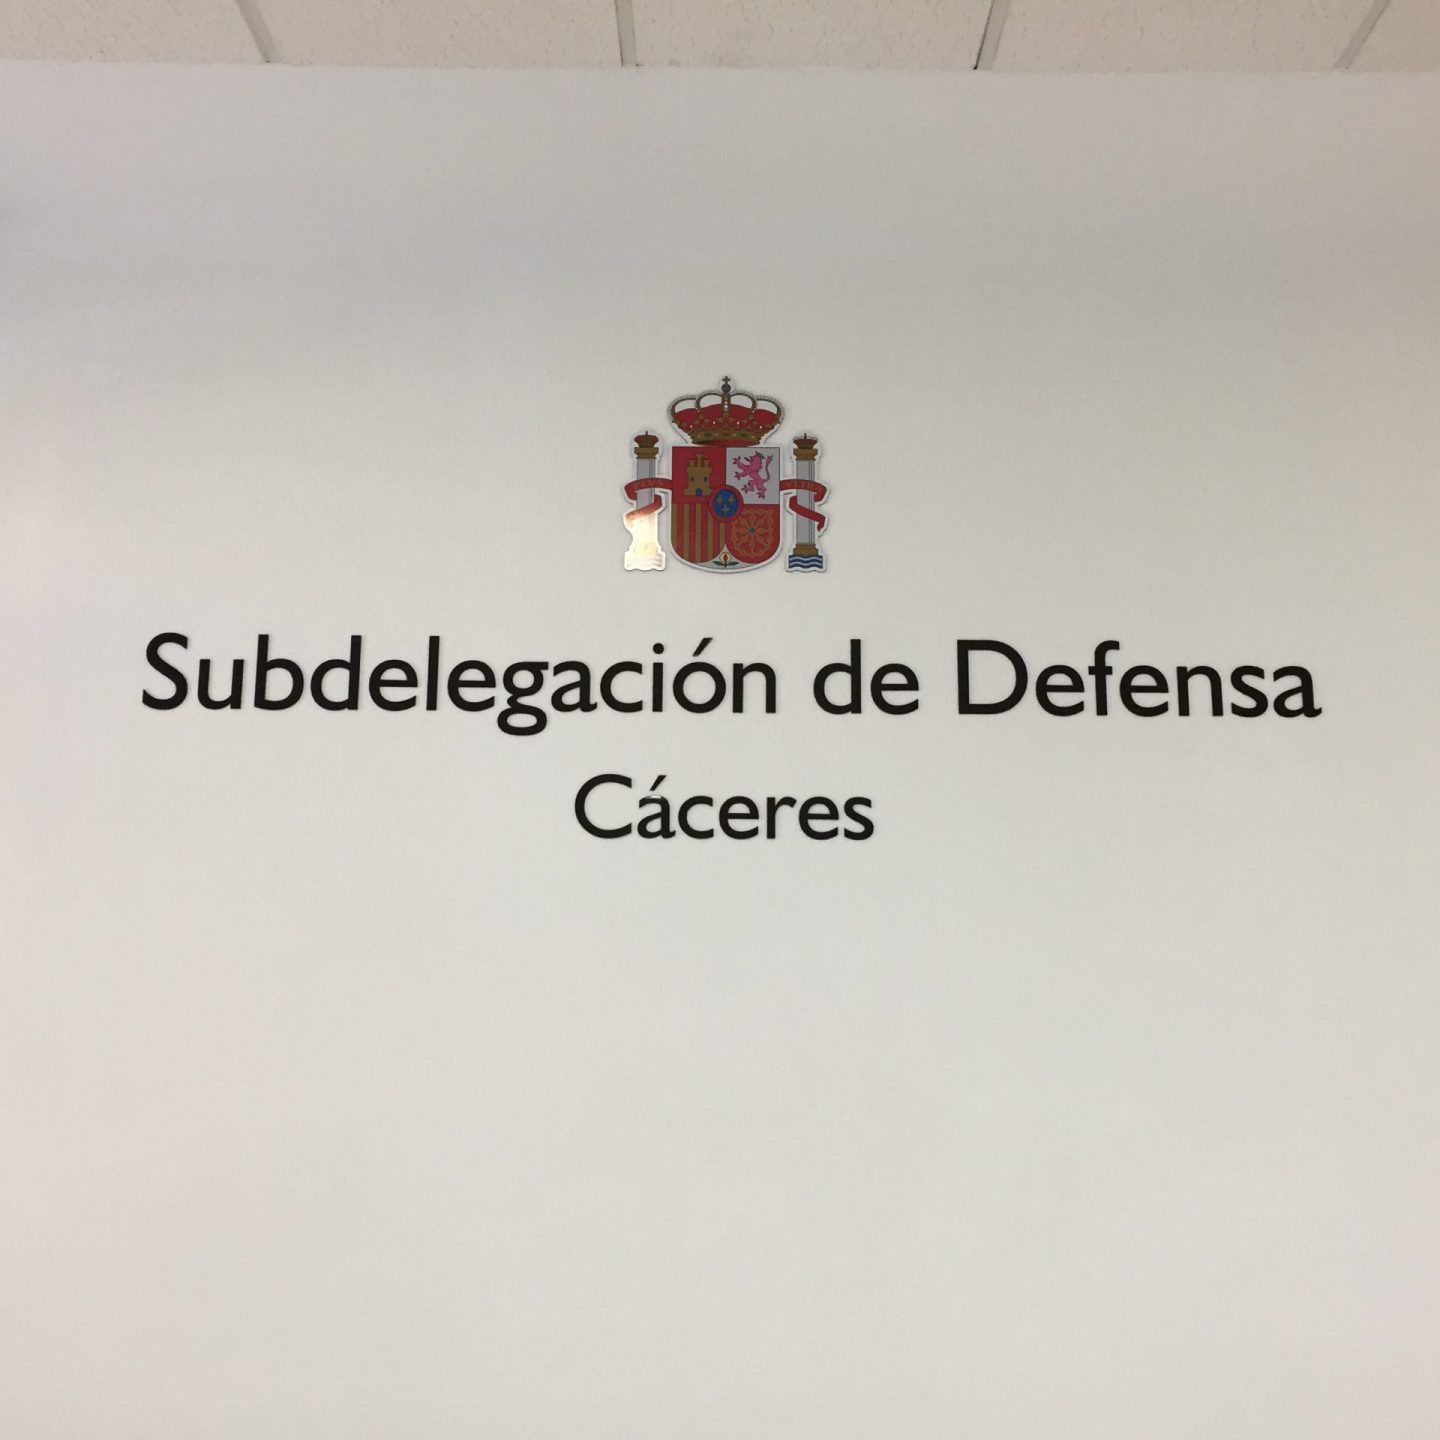 Subdelegación de Defensa
Cáceres